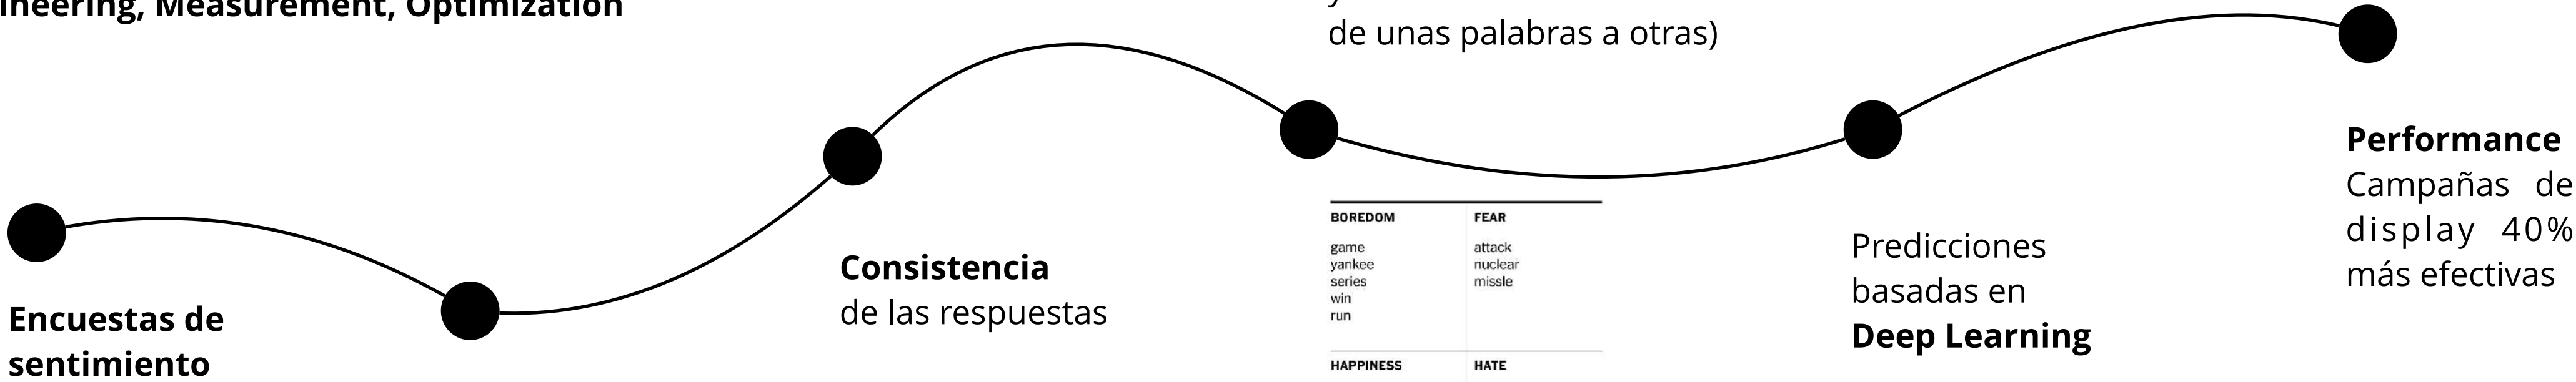 Measurement, Optimization
de unas palabras a otras)
Encuestas de
sentimiento
Consistencia
de las respuestas
BOREDOM FEAR
game attack
yankee nuclear
series missle
win
run
HAPPINESS HATE
Predicciones
basadas en
Deep Learning
Performance
Campañas de
display 40%
más efectivas